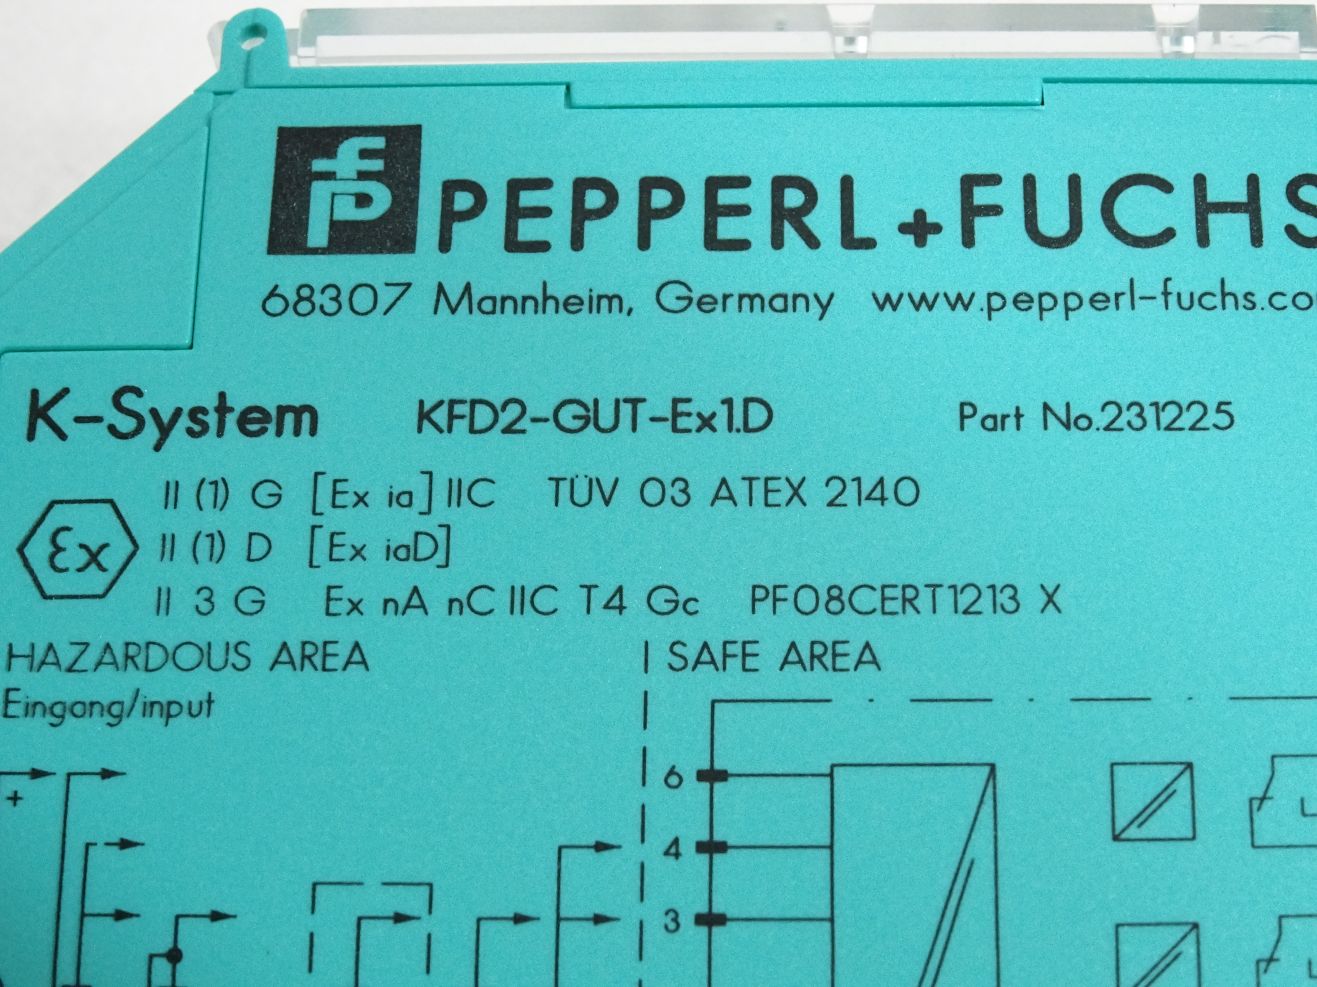 PEPPERL+FUCHS
68307 Mannheim, Germany www.pepperl-fuchs.co
K-System KFD2-GUT-Ex1.D Part No.231225
II (1) G [Ex ia] IIC TÜV 03 ATEX 2140
Ex II (1) D [Ex iaD]
II 3 G Ex nA nC IIC T4 Gc PF08CERT1213 X
HAZARDOUS AREA SAFE AREA
Eingang/input
6
+
4
3